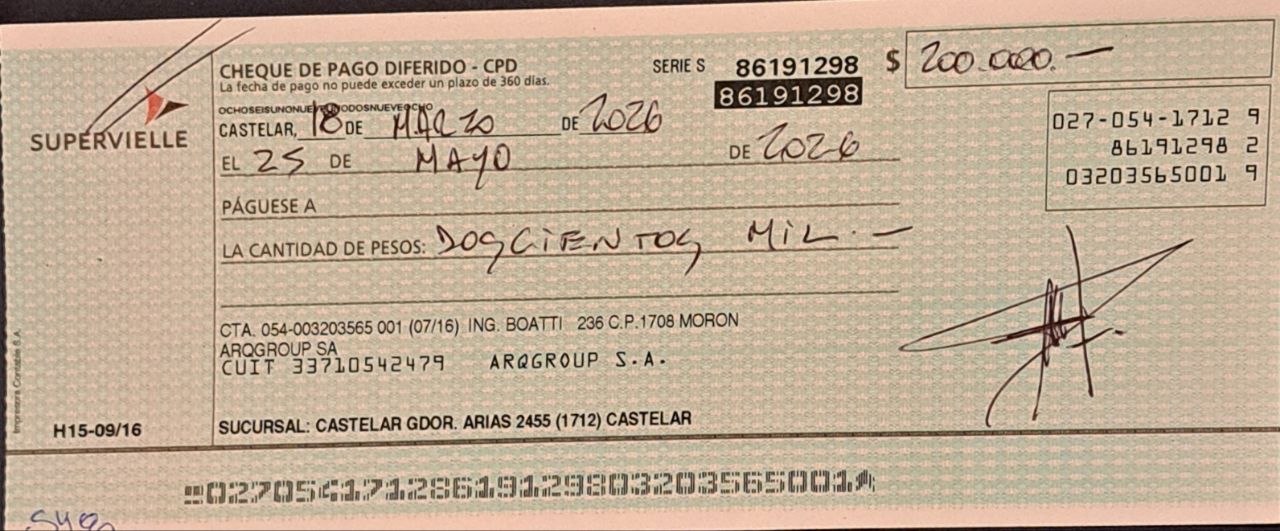 CHEQUE DE PAGO DIFERIDO - CPD
La fecha de pago no puede exceder un plazo de 360 días.
SERIE S 86191298
86191298
$ 200.000.—
OCHOSEISUNONUEVEUNODOSNUEVEOCHO
CASTELAR, 18 DE MARZO DE 2026
EL 25 DE MAYO DE 2026
SUPERVIELLE
027-054-1712 9
86191298 2
03203565001 9
PÁGUESE A
LA CANTIDAD DE PESOS: DOSCIENTOS MIL.—
CTA. 054-003203565 001 (07/16) ING. BOATTI 236 C.P.1708 MORON
ARQGROUP SA
CUIT 33710542479 ARQGROUP S.A.
Impresora Contable S.A.
H15-09/16
SUCURSAL: CASTELAR GDOR. ARIAS 2455 (1712) CASTELAR
02705417128619129803203565001